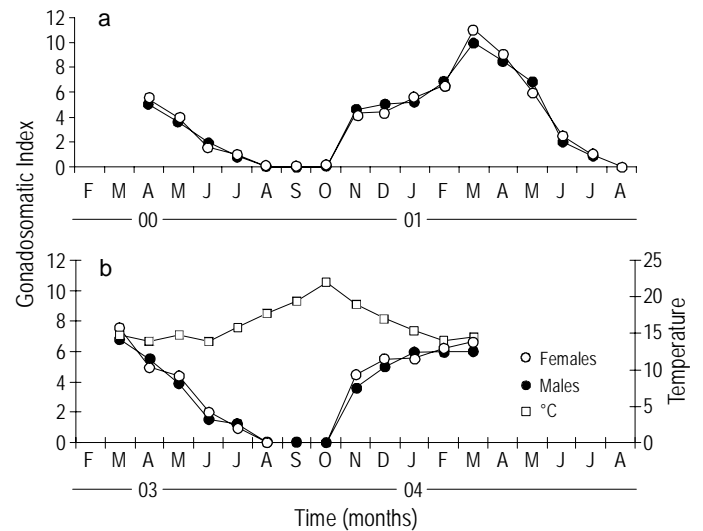 a
12
10
8
6
4
2
0
F M A M J J A S O N D J F M A M J J A
00 01
Gonadosomatic Index
b
12
10
8
6
4
2
0
25
20
15
10
5
0
Temperature
Females
Males
°C
F M A M J J A S O N D J F M A M J J A
03 04
Time (months)